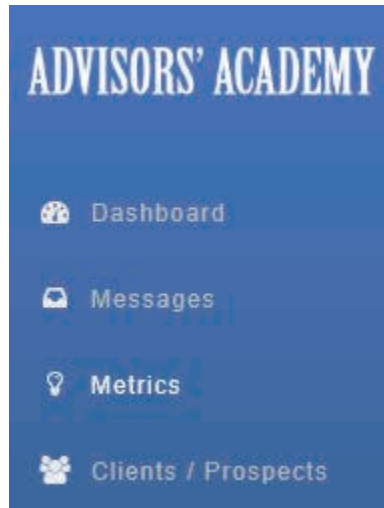 ADVISORS’ ACADEMY
Dashboard
Messages
Metrics
Clients / Prospects